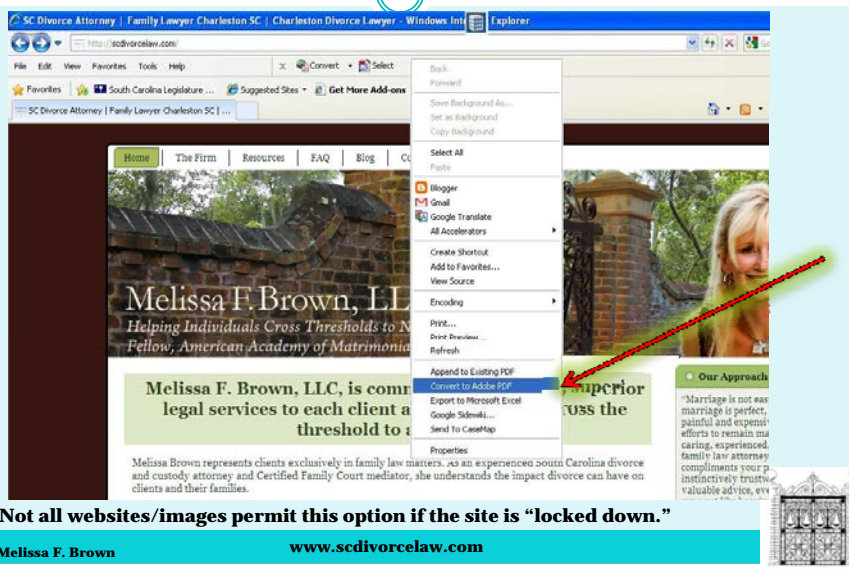 SC Divorce Attorney | Family Lawyer Charleston SC | Charleston Divorce Lawyer - Windows Int Explorer
http://scdivorcelaw.com/
File Edit View Favorites Tools Help x Convert Select
Favorites South Carolina Legislature ... Suggested Sites Get More Add-ons
SC Divorce Attorney | Family Lawyer Charleston SC | ...
Home | The Firm | Resources | FAQ | Blog |
Back
Forward
Save Background As...
Set as Background
Copy Background
Select All
Paste
Blogger
Gmail
Google Translate
All Accelerators
Create Shortcut
Add to Favorites...
View Source
Encoding
Print...
Print Preview...
Refresh
Append to Existing PDF
Convert to Adobe PDF
Export to Microsoft Excel
Google Sidewiki...
Send To CaseMap
Properties
Melissa F. Brown, LL
Helping Individuals Cross Thresholds to N
Fellow, American Academy of Matrimonia
Melissa F. Brown, LLC, is comm superior
legal services to each client a ross the
threshold to a
Melissa Brown represents clients exclusively in family law matters. As an experienced South Carolina divorce
and custody attorney and Certified Family Court mediator, she understands the impact divorce can have on
clients and their families.
Our Approach
"Marriage is not eas
marriage is perfect,
painful and expensi
efforts to remain ma
caring, experienced,
family law attorney
compliments your p
instinctively trustw
valuable advice, eve
Not all websites/images permit this option if the site is “locked down.”
Melissa F. Brown
www.scdivorcelaw.com